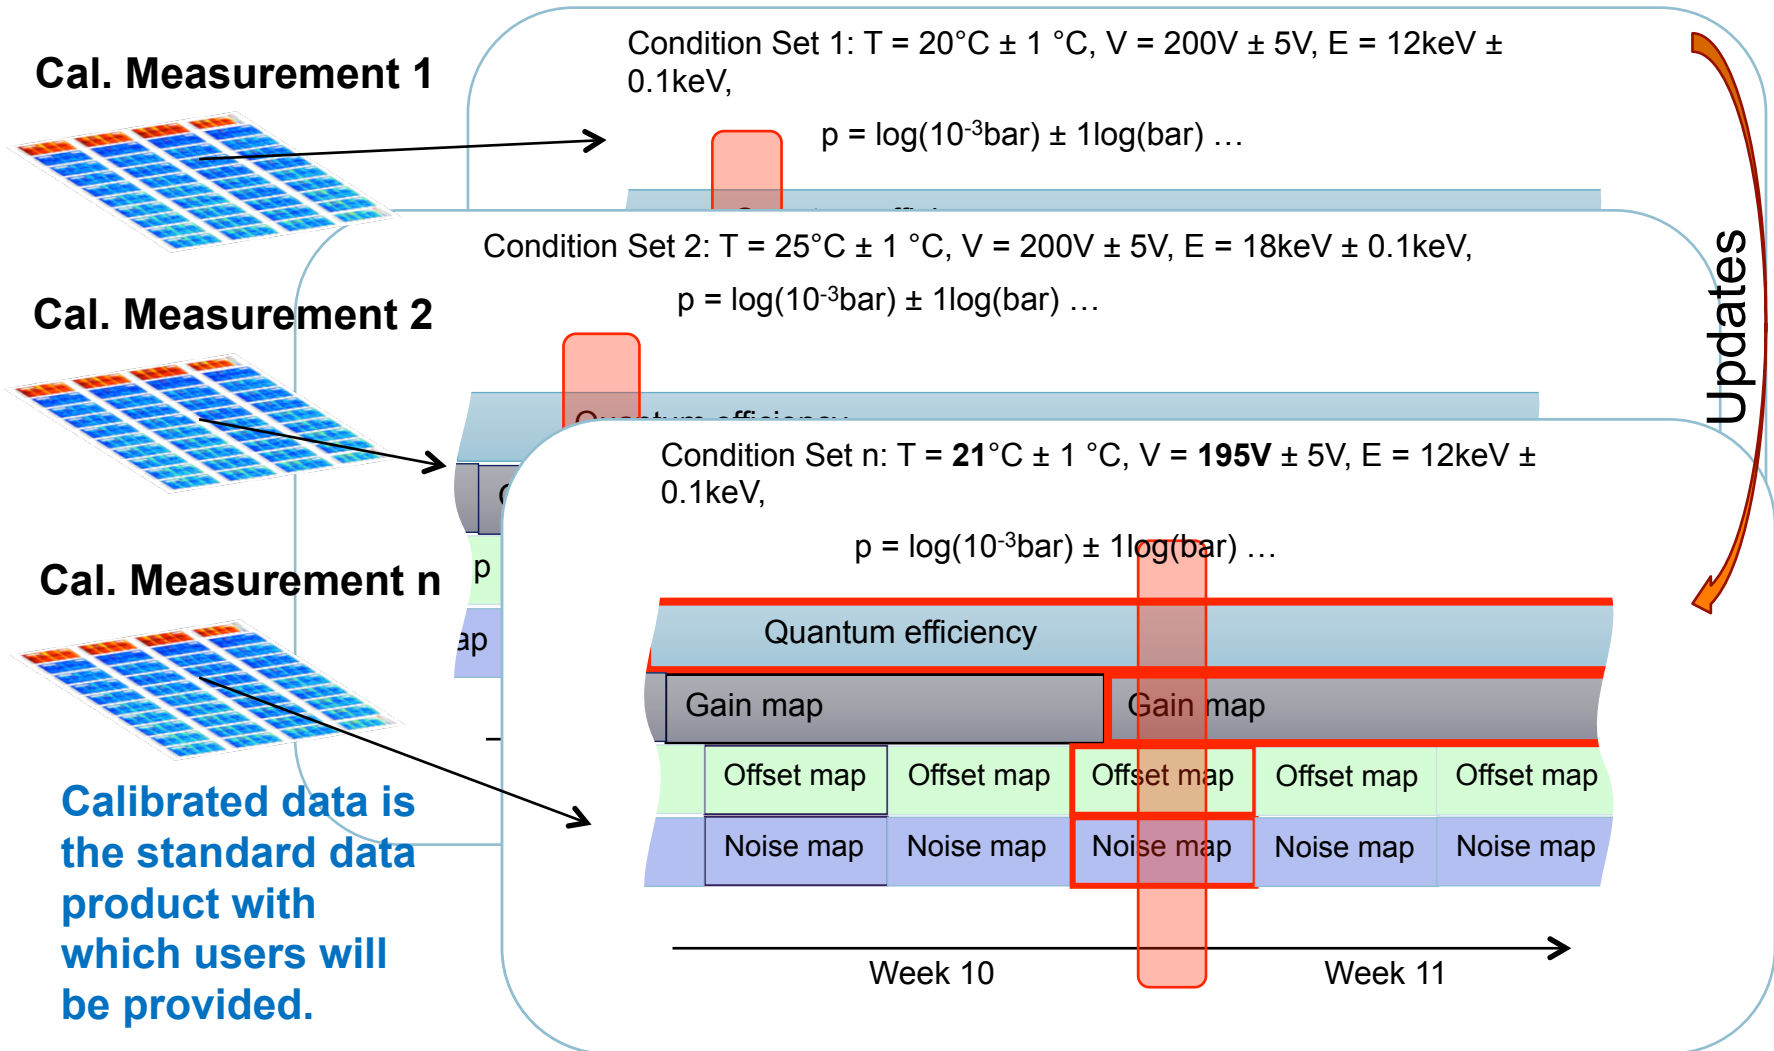 Condition Set 1: T = 20°C ± 1 °C, V = 200V ± 5V, E = 12keV ±
0.1keV,
p = log(10⁻³bar) ± 1log(bar) …
Cal. Measurement 1
Condition Set 2: T = 25°C ± 1 °C, V = 200V ± 5V, E = 18keV ± 0.1keV,
p = log(10⁻³bar) ± 1log(bar) …
Cal. Measurement 2
Quantum efficiency
Updates
Condition Set n: T = 21°C ± 1 °C, V = 195V ± 5V, E = 12keV ±
0.1keV,
p = log(10⁻³bar) ± 1log(bar) …
Cal. Measurement n
p
ap
Quantum efficiency
Gain map
Gain map
Offset map
Offset map
Offset map
Offset map
Offset map
Noise map
Noise map
Noise map
Noise map
Noise map
Week 10
Week 11
Calibrated data is
the standard data
product with
which users will
be provided.